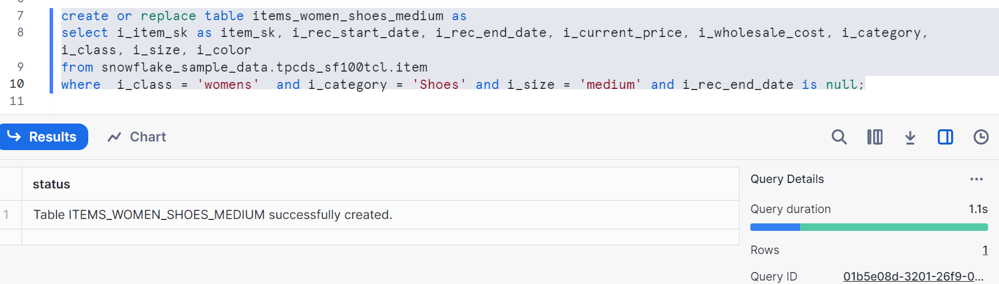 7 create or replace table items_women_shoes_medium as
8 select i_item_sk as item_sk, i_rec_start_date, i_rec_end_date, i_current_price, i_wholesale_cost, i_category,
i_class, i_size, i_color
9 from snowflake_sample_data.tpcds_sf100tcl.item
10 where  i_class = 'womens'  and i_category = 'Shoes' and i_size = 'medium' and i_rec_end_date is null;
11
Results Chart
status
1 Table ITEMS_WOMEN_SHOES_MEDIUM successfully created.
Query Details ...
Query duration 1.1s
Rows 1
Query ID 01b5e08d-3201-26f9-0...